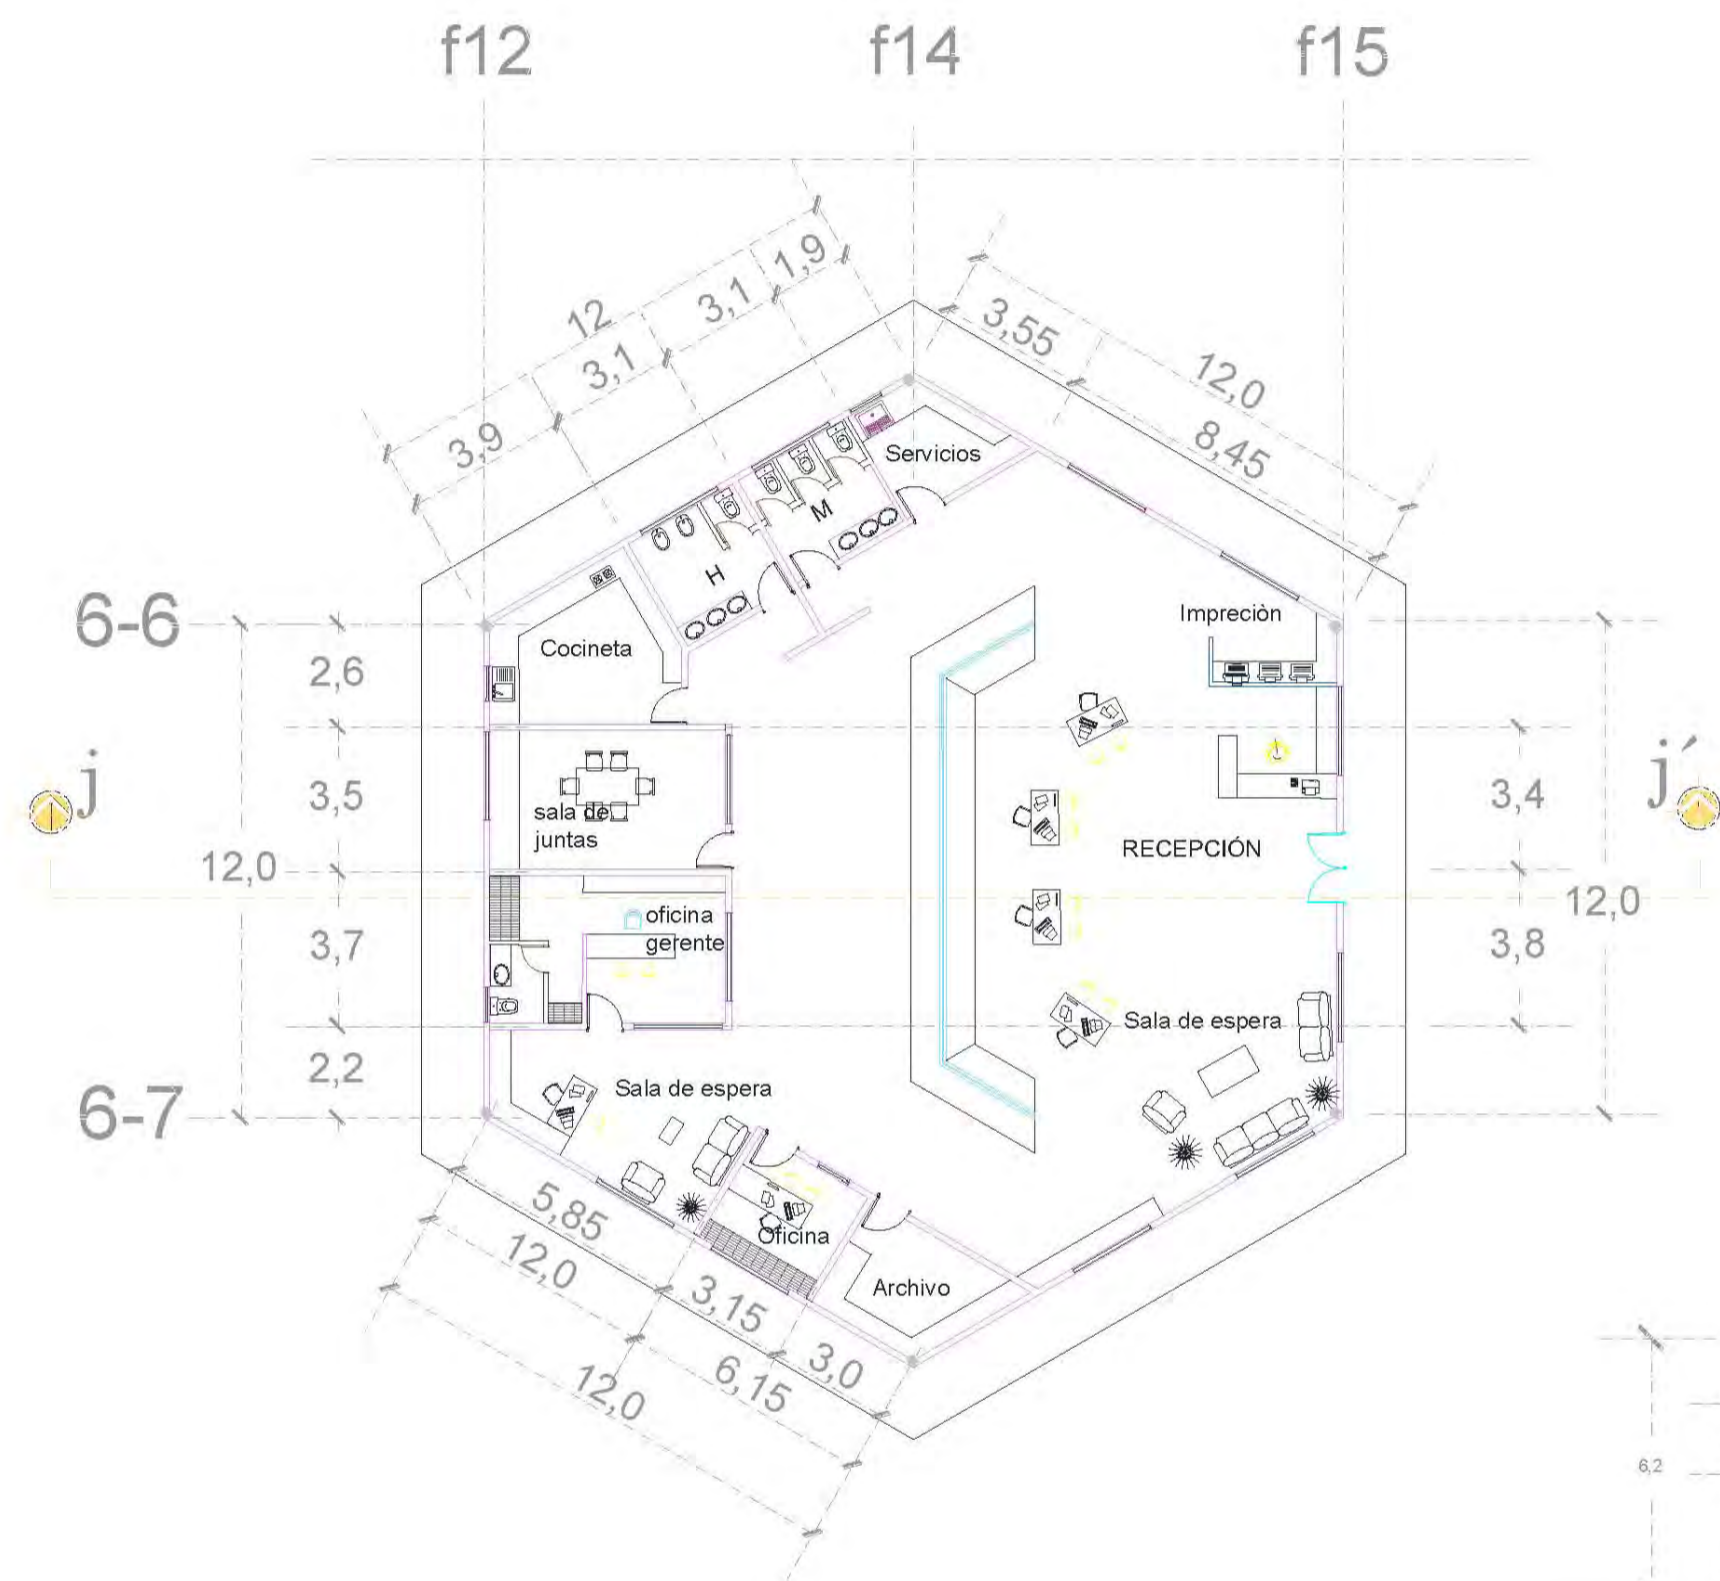 f12
f14
f15
1,9
3,1
12
3,1
3,9
3,55
12,0
8,45
Servicios
M
H
Impreciòn
6-6
Cocineta
2,6
j
j´
3,5
3,4
sala de
juntas
RECEPCIÓN
12,0
12,0
oficina
gerente
3,7
3,8
Sala de espera
2,2
Sala de espera
6-7
5,85
12,0
Oficina
3,15
Archivo
3,0
6,15
12,0
6,2